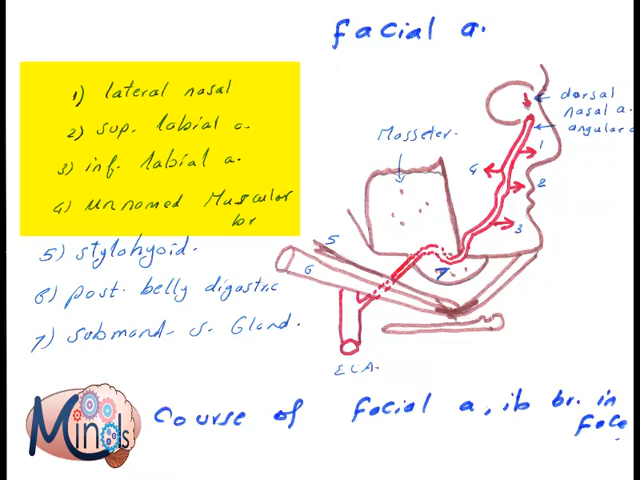 Facial a.
1) lateral nasal
2) sup. labial a.
3) inf. labial a.
4) unnamed Muscular
br
5) stylohyoid.
6) post. belly digastric
7) submand. s. Gland.
Masseter.
dorsal
nasal a.
angular a
1
4
2
3
5
6
7
E C A.
Course of facial a, ib br. in
Face
Minds